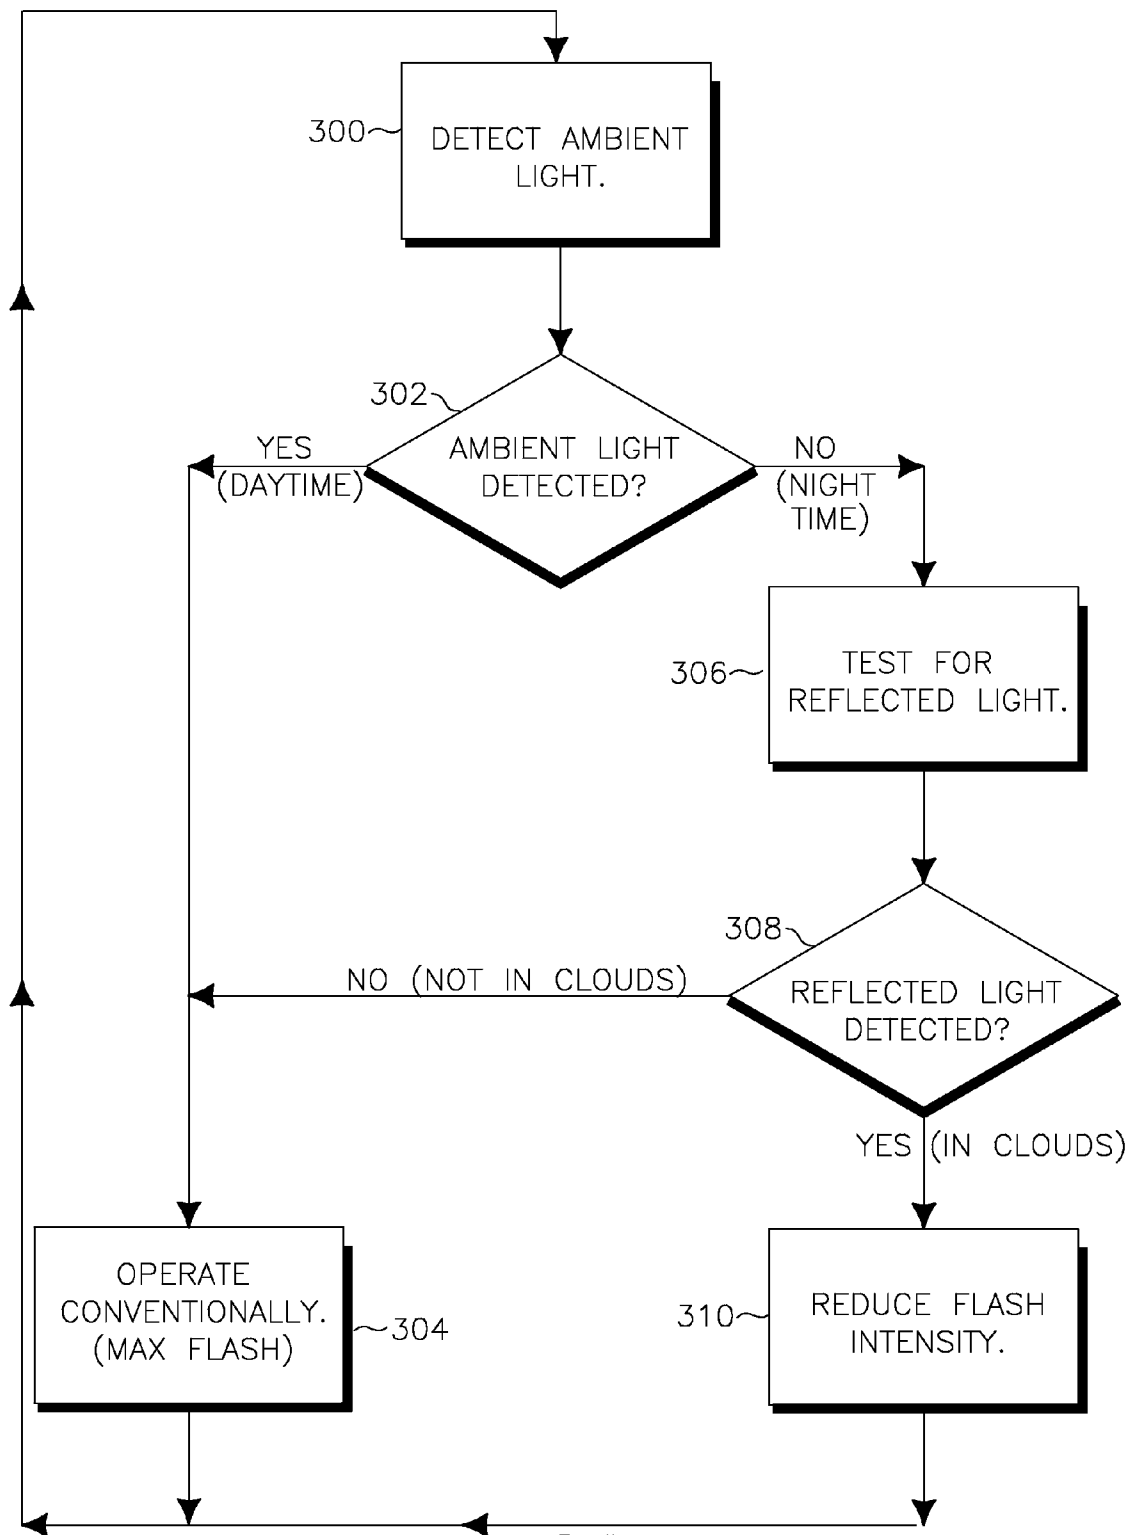 300
DETECT AMBIENT
LIGHT.
302
AMBIENT LIGHT
DETECTED?
YES
(DAYTIME)
NO
(NIGHT
TIME)
306
TEST FOR
REFLECTED LIGHT.
308
REFLECTED LIGHT
DETECTED?
NO (NOT IN CLOUDS)
YES (IN CLOUDS)
OPERATE
CONVENTIONALLY.
(MAX FLASH)
304
310
REDUCE FLASH
INTENSITY.